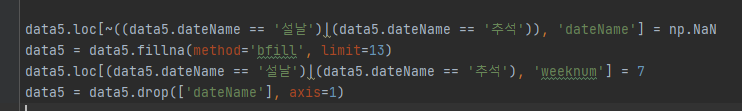 data5.loc[~((data5.dateName == '설날')|(data5.dateName == '추석')), 'dateName'] = np.NaN
data5 = data5.fillna(method='bfill', limit=13)
data5.loc[(data5.dateName == '설날')|(data5.dateName == '추석'), 'weeknum'] = 7
data5 = data5.drop(['dateName'], axis=1)